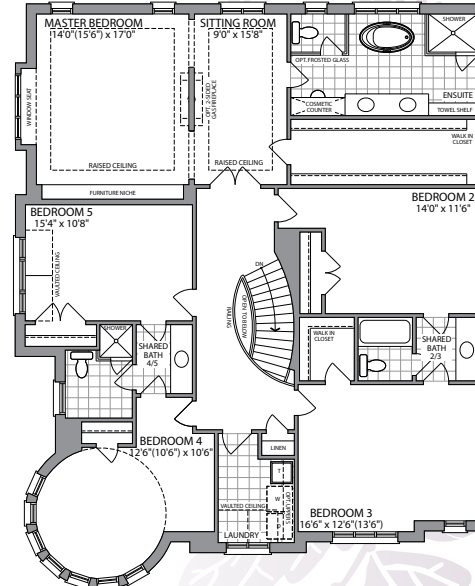 MASTER BEDROOM
14'0"(15'6") x 17'0"
SITTING ROOM
9'0" x 15'8"
SHOWER
OPT. FROSTED GLASS
WINDOW SEAT
OPT. 2-SIDED
GAS FIREPLACE
COSMETIC
COUNTER
ENSUITE
TOWEL SHELF
WALK IN
CLOSET
RAISED CEILING
RAISED CEILING
FURNITURE NICHE
BEDROOM 2
14'0" x 11'6"
BEDROOM 5
15'4" x 10'8"
VAULTED CEILING
DN
OPEN TO BELOW
RAILING
SHOWER
SHARED
BATH
4/5
WALK IN
CLOSET
SHARED
BATH
2/3
BEDROOM 4
12'6"(10'6") x 10'6"
LINEN
T
W
VAULTED CEILING
OPT. UPPERS
LAUNDRY
BEDROOM 3
16'6" x 12'6"(13'6")